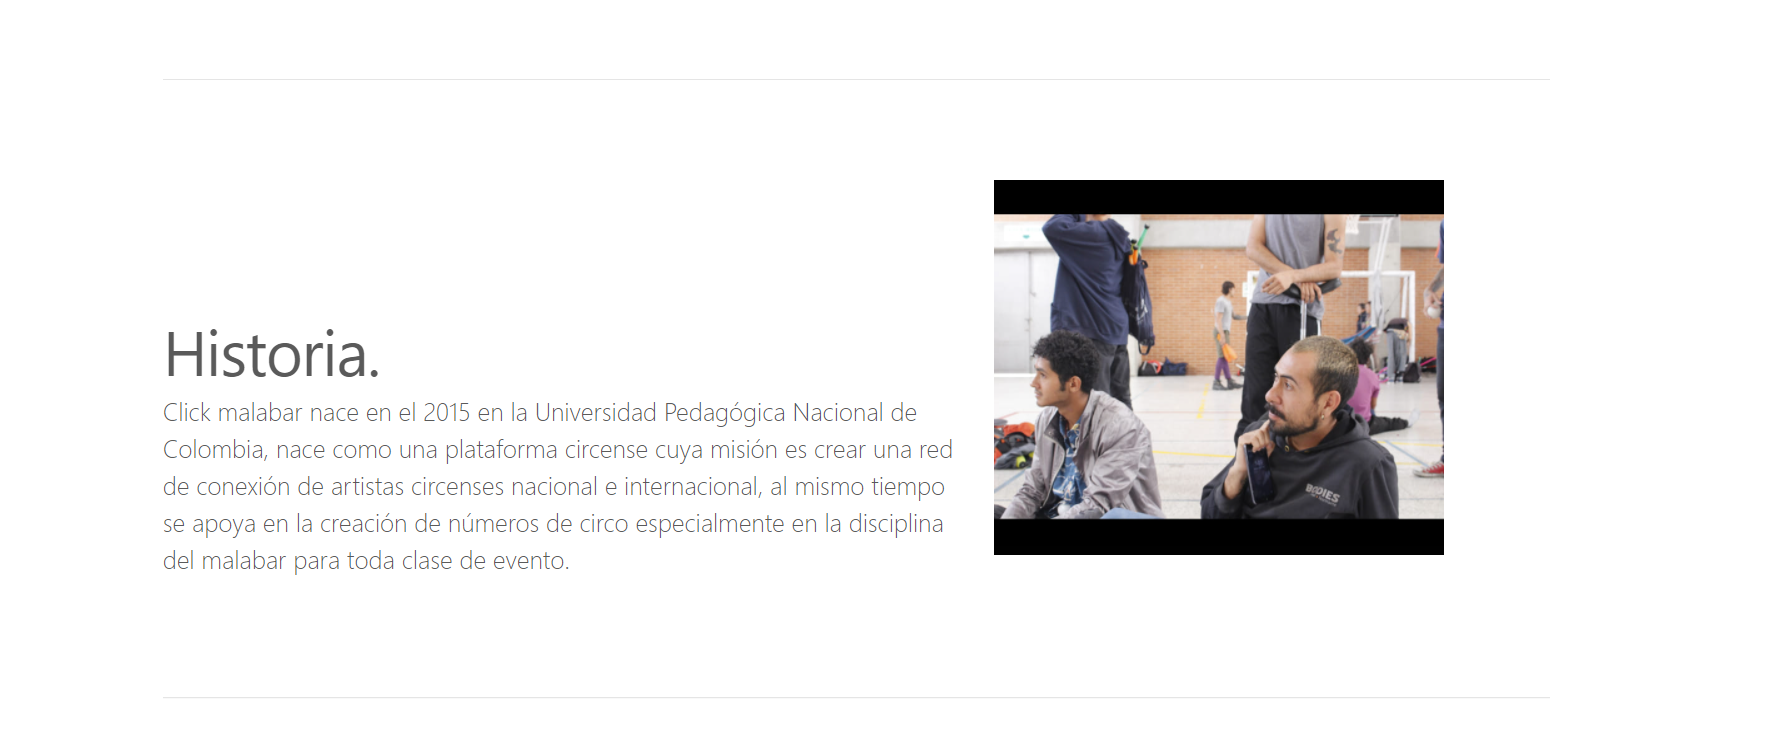 Historia.
Click malabar nace en el 2015 en la Universidad Pedagógica Nacional de
Colombia, nace como una plataforma circense cuya misión es crear una red
de conexión de artistas circenses nacional e internacional, al mismo tiempo
se apoya en la creación de números de circo especialmente en la disciplina
del malabar para toda clase de evento.
BODIES